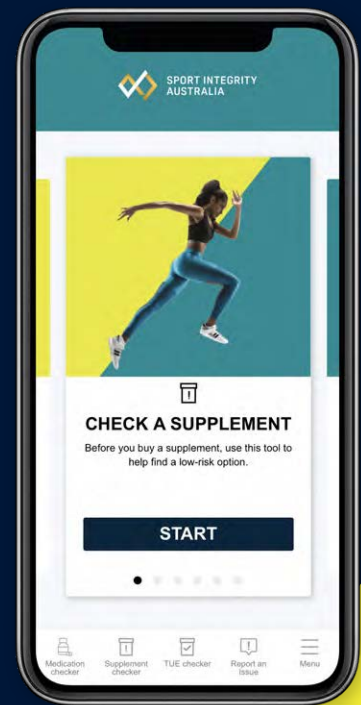 SPORT INTEGRITY
AUSTRALIA
CHECK A SUPPLEMENT
Before you buy a supplement, use this tool to
help find a low-risk option.
START
Medication
checker
Supplement
checker
TUE checker
Report an
Issue
Menu